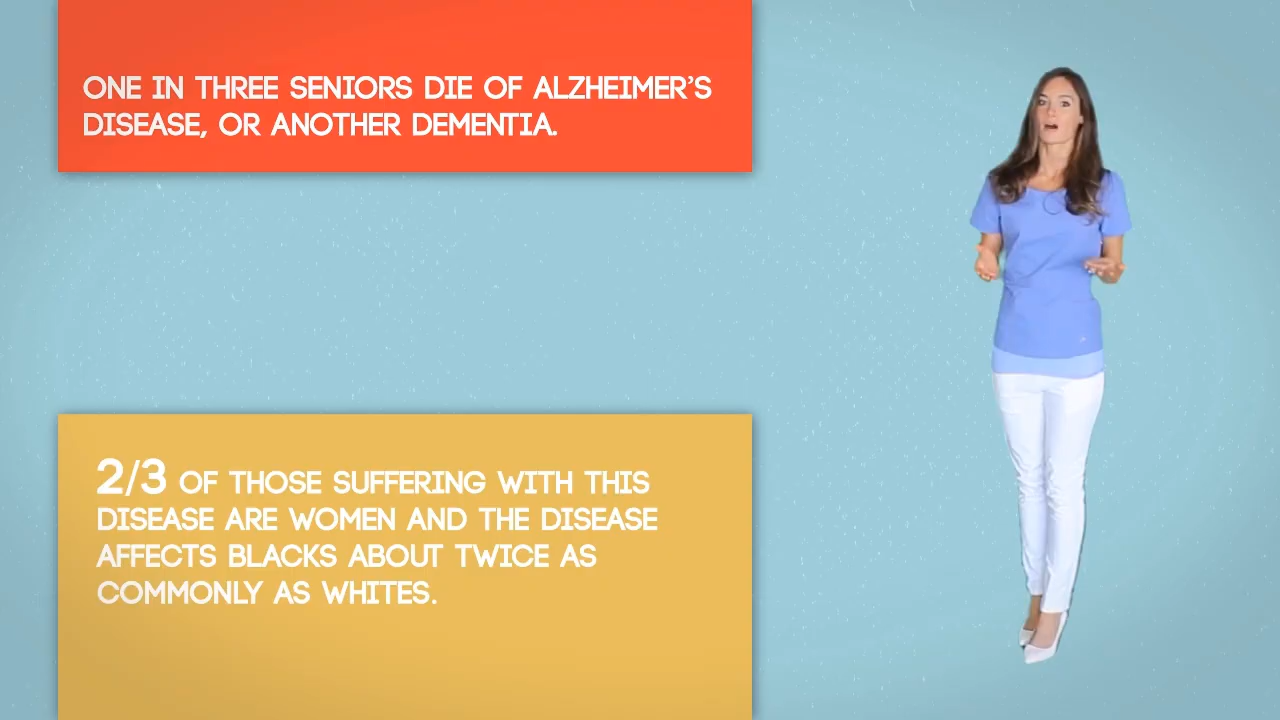 ONE IN THREE SENIORS DIE OF ALZHEIMER'S
DISEASE, OR ANOTHER DEMENTIA.
2/3 OF THOSE SUFFERING WITH THIS
DISEASE ARE WOMEN AND THE DISEASE
AFFECTS BLACKS ABOUT TWICE AS
COMMONLY AS WHITES.